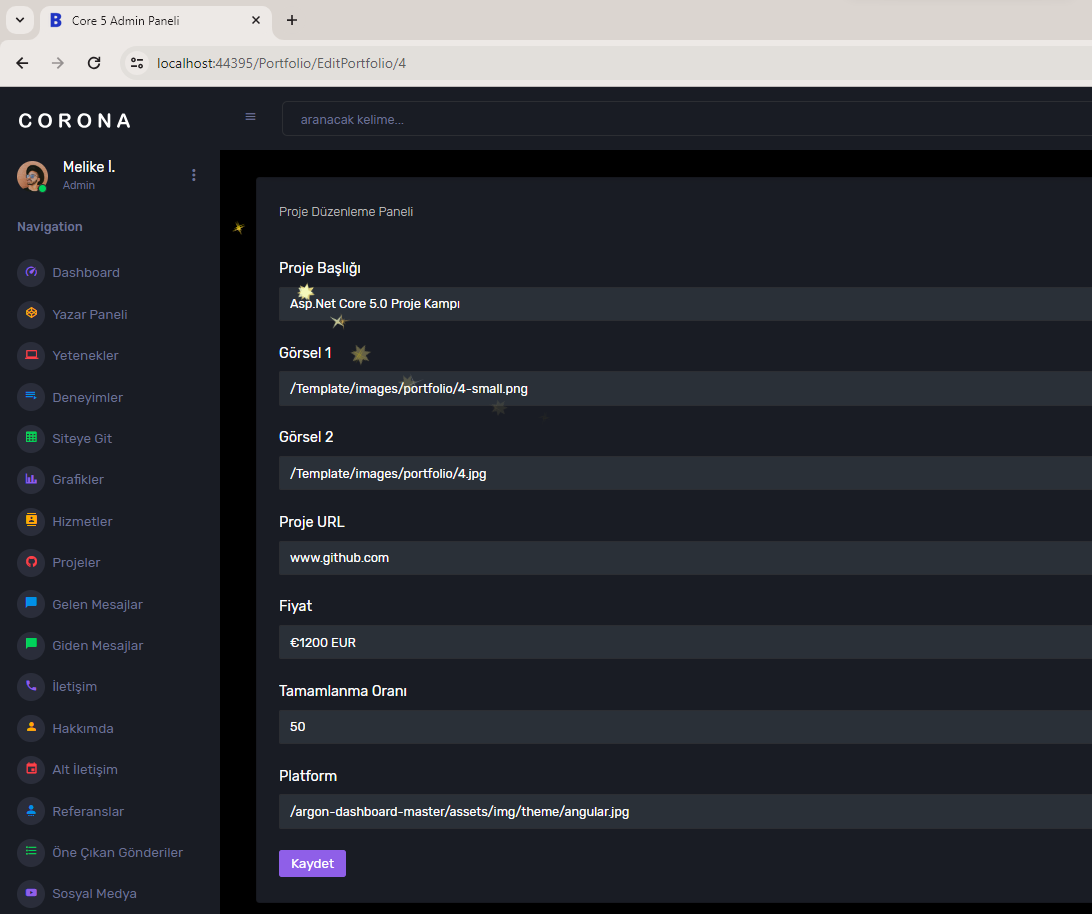 Core 5 Admin Paneli
localhost:44395/Portfolio/EditPortfolio/4
CORONA
aranacak kelime...
Melike İ.
Admin
Navigation
Dashboard
Yazar Paneli
Yetenekler
Deneyimler
Siteye Git
Grafikler
Hizmetler
Projeler
Gelen Mesajlar
Giden Mesajlar
İletişim
Hakkımda
Alt İletişim
Referanslar
Öne Çıkan Gönderiler
Sosyal Medya
Proje Düzenleme Paneli
Proje Başlığı
Asp.Net Core 5.0 Proje Kampı
Görsel 1
/Template/images/portfolio/4-small.png
Görsel 2
/Template/images/portfolio/4.jpg
Proje URL
www.github.com
Fiyat
€1200 EUR
Tamamlanma Oranı
50
Platform
/argon-dashboard-master/assets/img/theme/angular.jpg
Kaydet